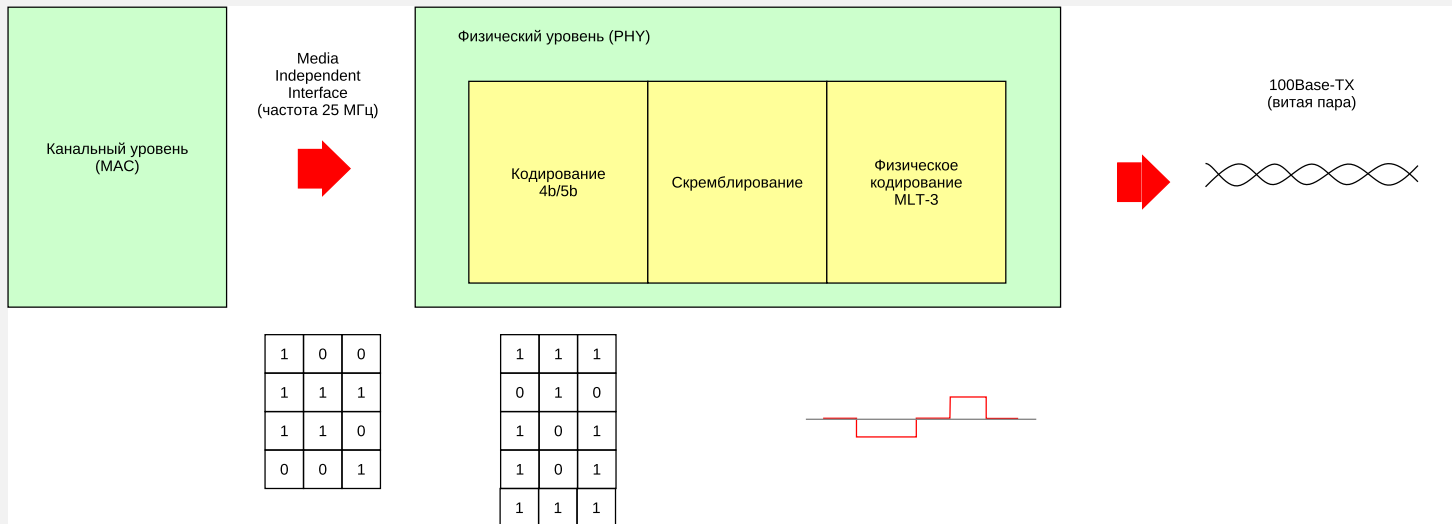 Физический уровень (PHY)
Media
Independent
Interface
(частота 25 МГц)
100Base-TX
(витая пара)
Канальный уровень
(MAC)
Кодирование
4b/5b
Скремблирование
Физическое
кодирование
MLT-3
1 0 0
1 1 1
1 1 0
0 0 1
1 1 1
0 1 0
1 0 1
1 0 1
1 1 1